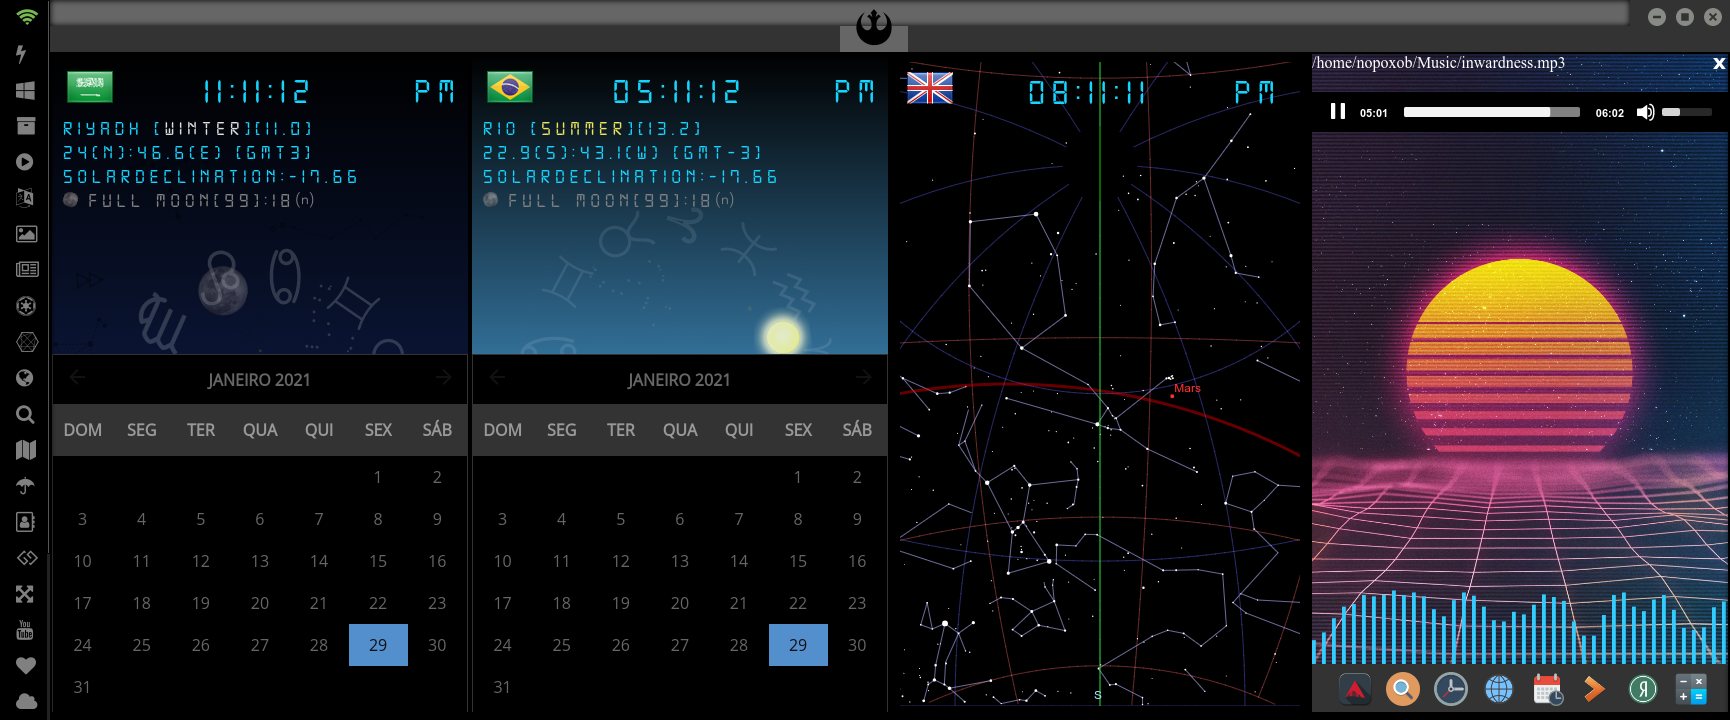 11:11:12 PM
RIYADH [WINTER][11.0]
24(N):46.6(E) [GMT3]
SOLARDECLINATION:-17.66
FULL MOON[99]:18(n)
JANEIRO 2021
DOM SEG TER QUA QUI SEX SÁB
1 2
3 4 5 6 7 8 9
10 11 12 13 14 15 16
17 18 19 20 21 22 23
24 25 26 27 28 29 30
31
05:11:12 PM
RIO [SUMMER][13.2]
22.9(S):43.1(W) [GMT-3]
SOLARDECLINATION:-17.66
FULL MOON[99]:18(n)
JANEIRO 2021
DOM SEG TER QUA QUI SEX SÁB
1 2
3 4 5 6 7 8 9
10 11 12 13 14 15 16
17 18 19 20 21 22 23
24 25 26 27 28 29 30
31
08:11:11 PM
Mars
S
/home/nopoxob/Music/inwardness.mp3 x
05:01 06:02
You
Tube
Я